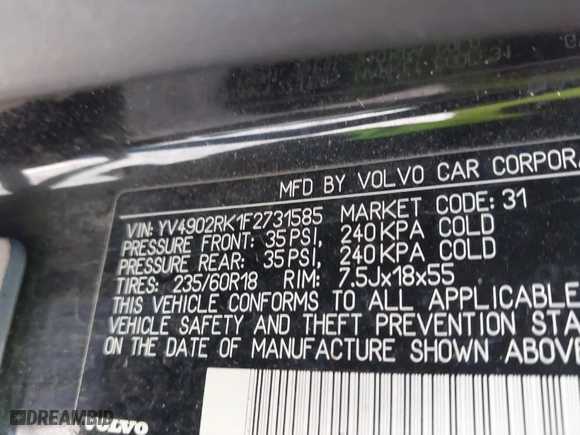 MFD BY VOLVO CAR CORPORA
VIN: YV4902RK1F2731585 MARKET CODE: 31
PRESSURE FRONT: 35 PSI, 240 KPA COLD
PRESSURE REAR: 35 PSI, 240 KPA COLD
TIRES: 235/60R18 RIM: 7.5Jx18x55
THIS VEHICLE CONFORMS TO ALL APPLICABLE
VEHICLE SAFETY AND THEFT PREVENTION STA
ON THE DATE OF MANUFACTURE SHOWN ABOVE
VOLVO
DREAMBID